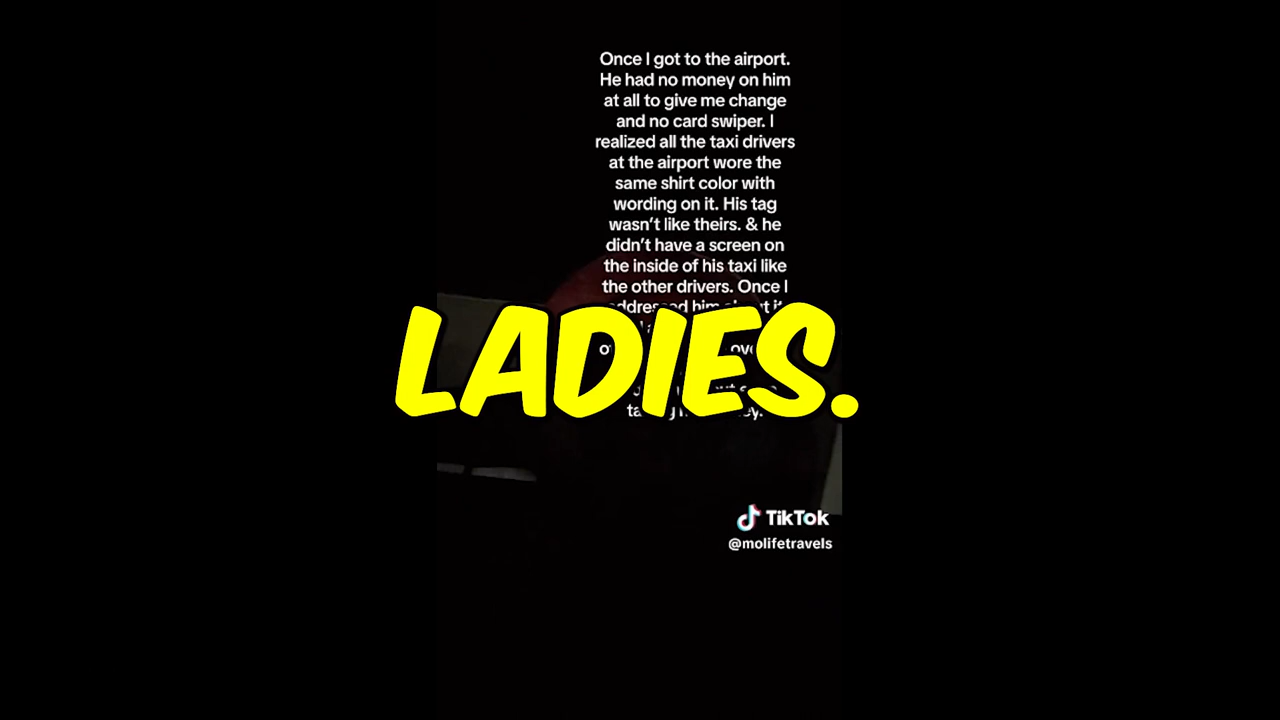 Once I got to the airport.
He had no money on him
at all to give me change
and no card swiper. I
realized all the taxi drivers
at the airport wore the
same shirt color with
wording on it. His tag
wasn't like theirs. & he
didn't have a screen on
the inside of his taxi like
the other drivers. Once I
him
LADIES.
TikTok
@molifetravels